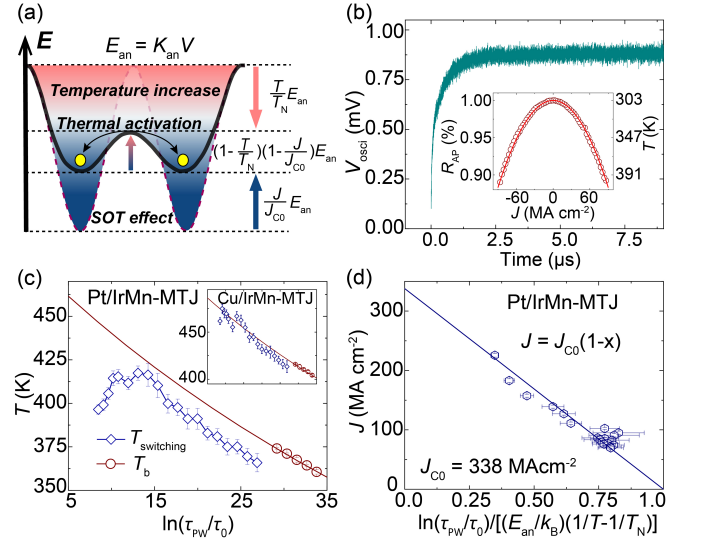 (a)
E
E_an = K_an V
Temperature increase
T/T_N E_an
Thermal activation
(1-T/T_N)(1-J/J_C0)E_an
J/J_C0 E_an
SOT effect
(b)
1.00
0.75
0.50
0.25
0.00
V_osci (mV)
0.0 2.5 5.0 7.5
Time (µs)
1.00
0.95
0.90
R_AP (%)
303
347
391
T (K)
-60 0 60
J (MA cm⁻²)
(c)
Pt/IrMn-MTJ
450
425
400
375
350
T (K)
T_switching
T_b
5 15 25 35
ln(τ_PW/τ_0)
Cu/IrMn-MTJ
450
400
(d)
Pt/IrMn-MTJ
J = J_C0(1-x)
300
200
100
0
J (MA cm⁻²)
J_C0 = 338 MAcm⁻²
0.0 0.2 0.4 0.6 0.8 1.0
ln(τ_PW/τ_0)/[(E_an/k_B)(1/T-1/T_N)]